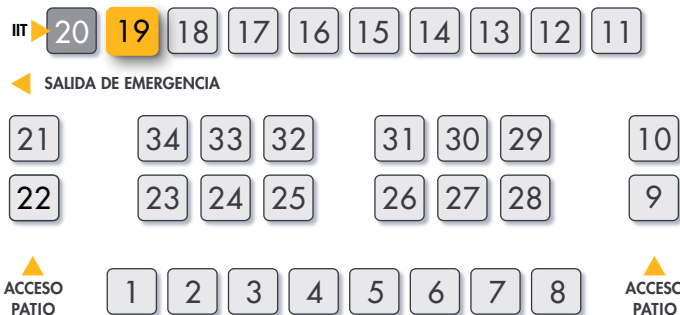 IIT 20 19 18 17 16 15 14 13 12 11
SALIDA DE EMERGENCIA
21 34 33 32 31 30 29 10
22 23 24 25 26 27 28 9
ACCESO PATIO 1 2 3 4 5 6 7 8 ACCESO PATIO